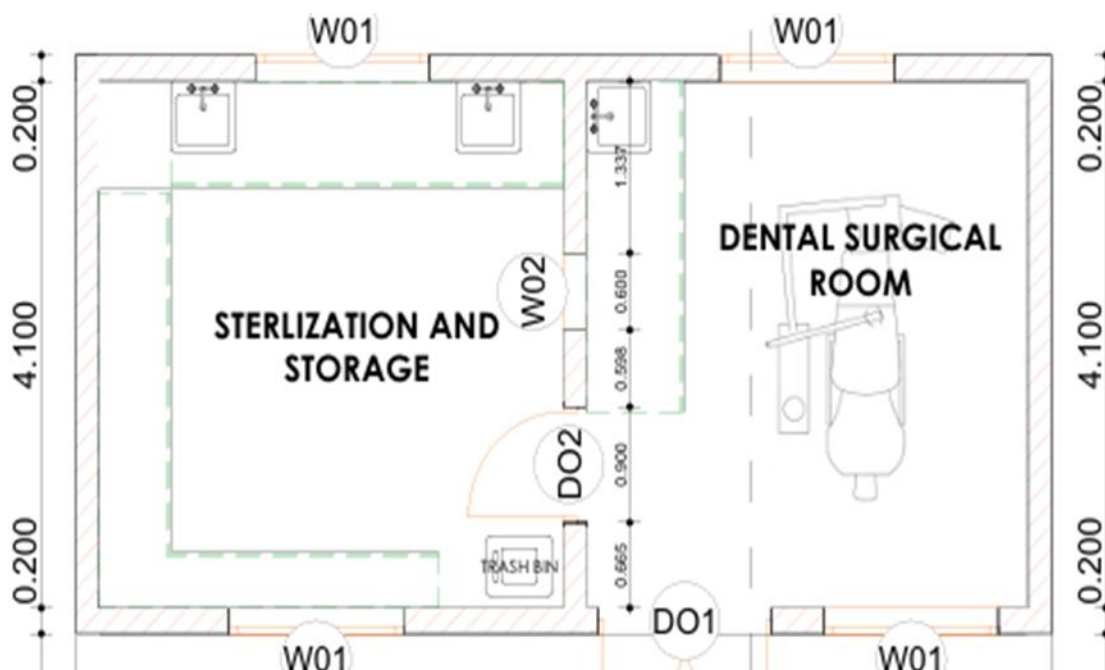 W01
W01
0.200
0.200
1.337
DENTAL SURGICAL
ROOM
W02
0.600
STERLIZATION AND
STORAGE
4.100
4.100
0.598
DO2
0.900
0.200
0.200
TRASH BIN
0.665
DO1
W01
W01